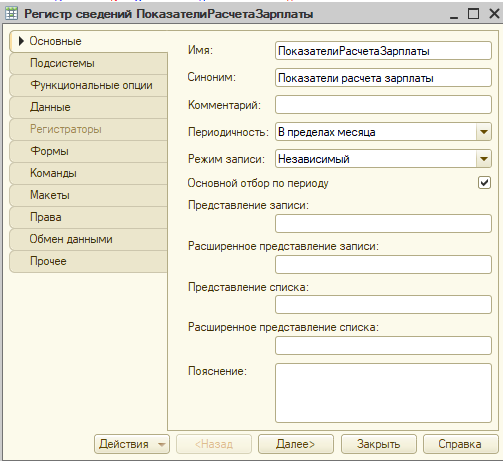 Регистр сведений ПоказателиРасчетаЗарплаты
Основные
Подсистемы
Функциональные опции
Данные
Регистраторы
Формы
Команды
Макеты
Права
Обмен данными
Прочее
Имя: ПоказателиРасчетаЗарплаты
Синоним: Показатели расчета зарплаты
Комментарий:
Периодичность: В пределах месяца
Режим записи: Независимый
Основной отбор по периоду
Представление записи:
Расширенное представление записи:
Представление списка:
Расширенное представление списка:
Пояснение:
Действия <Назад Далее> Закрыть Справка